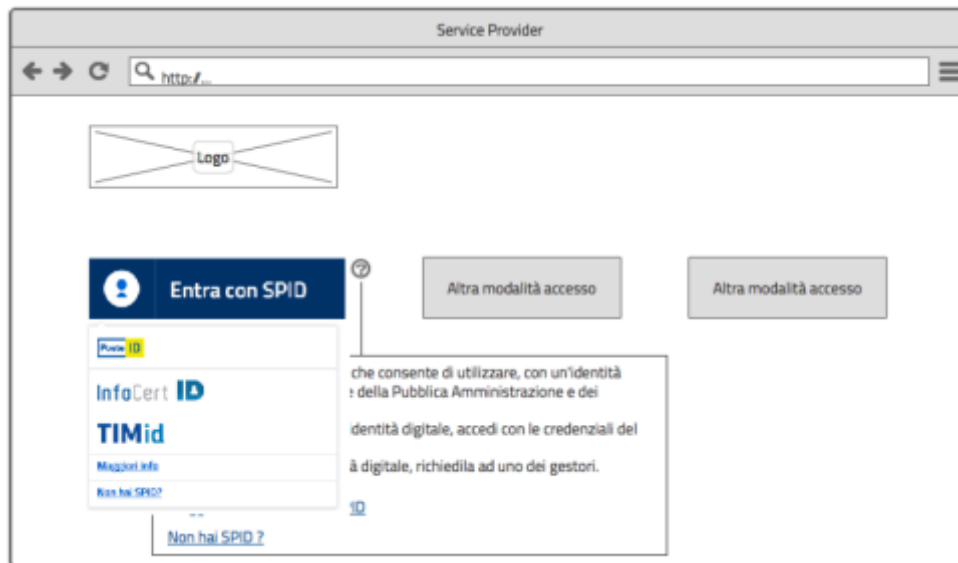 Service Provider
http://...
Logo
Entra con SPID
?
Altra modalità accesso
Altra modalità accesso
Poste ID
InfoCert ID
TIMid
Maggiori info
Non hai SPID?
che consente di utilizzare, con un'identità
della Pubblica Amministrazione e dei
identità digitale, accedi con le credenziali del
à digitale, richiedila ad uno dei gestori.
ID
Non hai SPID ?